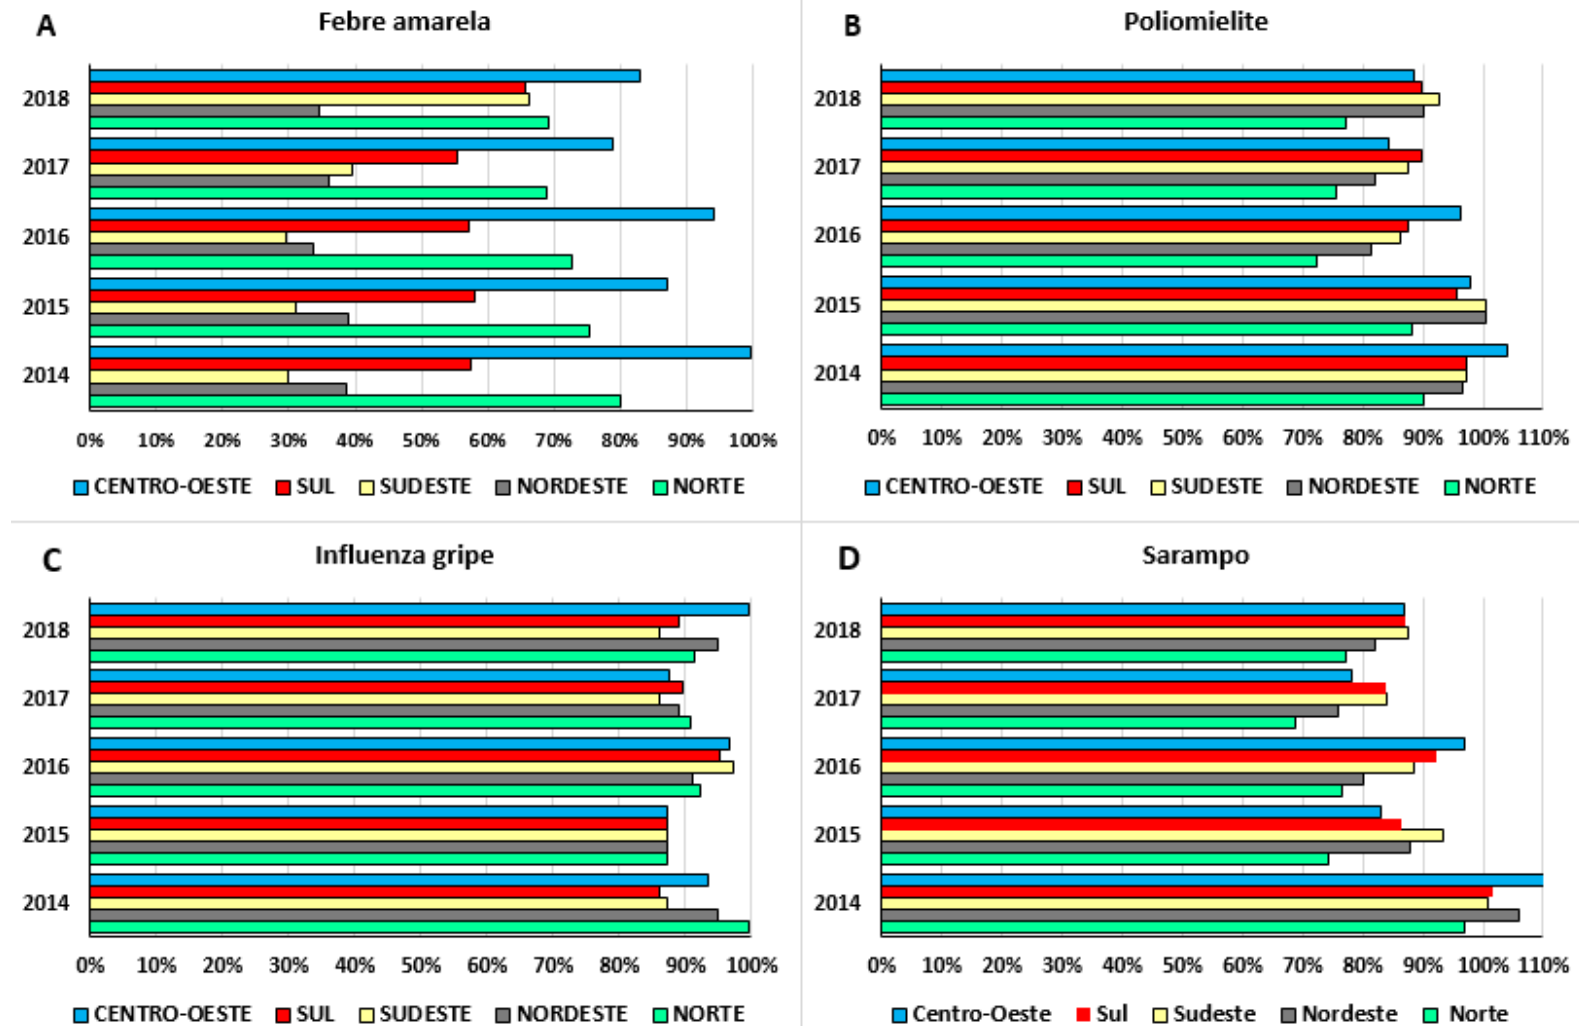 A
Febre amarela
2018
2017
2016
2015
2014
0% 10% 20% 30% 40% 50% 60% 70% 80% 90% 100%
CENTRO-OESTE SUL SUDESTE NORDESTE NORTE
B
Poliomielite
2018
2017
2016
2015
2014
0% 10% 20% 30% 40% 50% 60% 70% 80% 90% 100% 110%
CENTRO-OESTE SUL SUDESTE NORDESTE NORTE
C
Influenza gripe
2018
2017
2016
2015
2014
0% 10% 20% 30% 40% 50% 60% 70% 80% 90% 100%
CENTRO-OESTE SUL SUDESTE NORDESTE NORTE
D
Sarampo
2018
2017
2016
2015
2014
0% 10% 20% 30% 40% 50% 60% 70% 80% 90% 100% 110%
Centro-Oeste Sul Sudeste Nordeste Norte